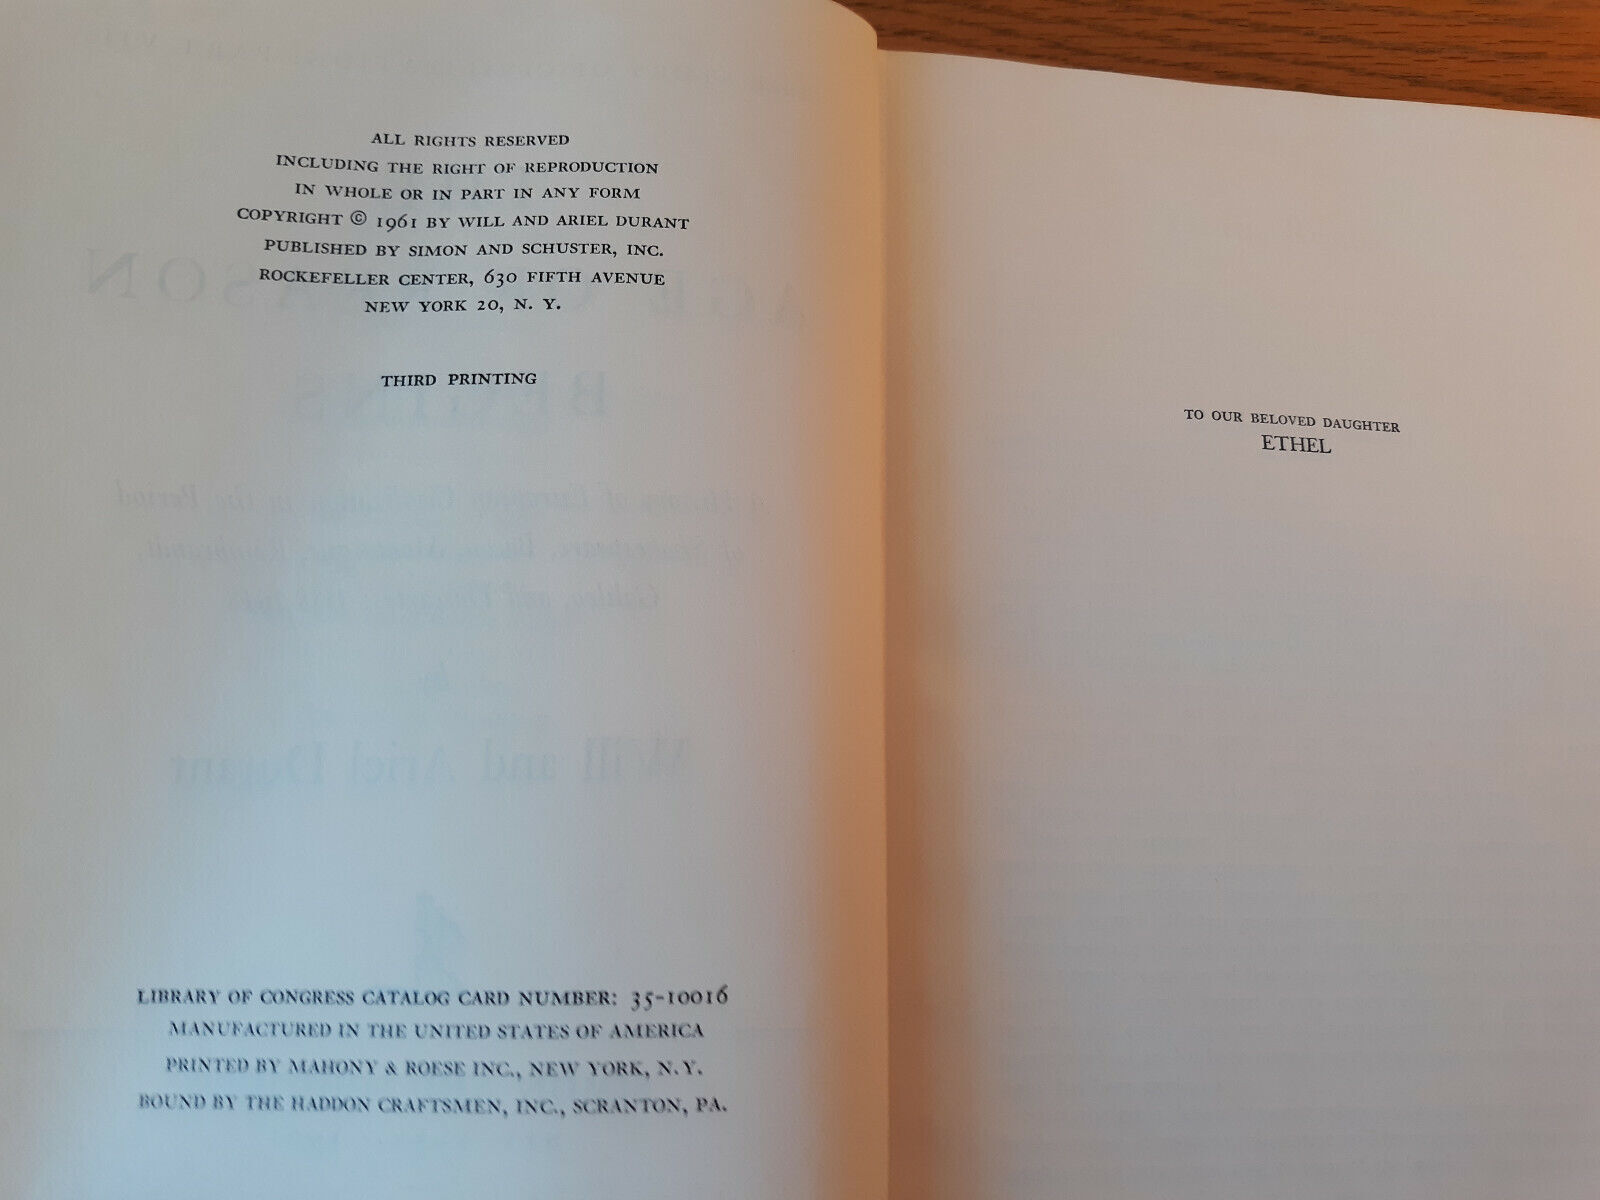 ALL RIGHTS RESERVED
INCLUDING THE RIGHT OF REPRODUCTION
IN WHOLE OR IN PART IN ANY FORM
COPYRIGHT © 1961 BY WILL AND ARIEL DURANT
PUBLISHED BY SIMON AND SCHUSTER, INC.
ROCKEFELLER CENTER, 630 FIFTH AVENUE
NEW YORK 20, N. Y.
THIRD PRINTING
LIBRARY OF CONGRESS CATALOG CARD NUMBER: 35-10016
MANUFACTURED IN THE UNITED STATES OF AMERICA
PRINTED BY MAHONY & ROESE INC., NEW YORK, N.Y.
BOUND BY THE HADDON CRAFTSMEN, INC., SCRANTON, PA.
TO OUR BELOVED DAUGHTER
ETHEL